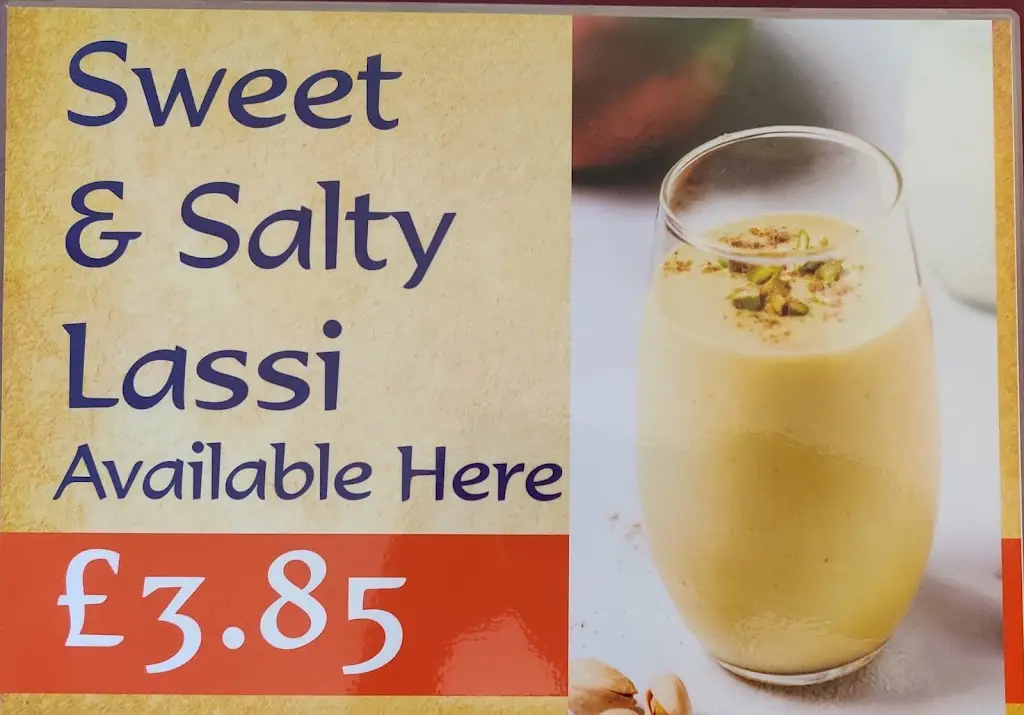 Sweet
& Salty
Lassi
Available Here
£3.85